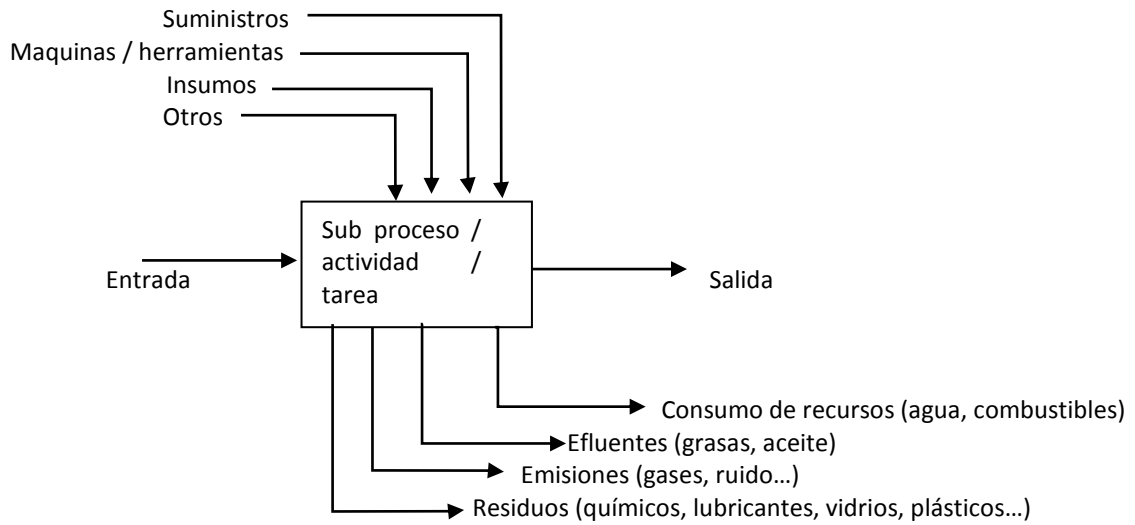 Suministros
Maquinas / herramientas
Insumos
Otros
Sub proceso /
actividad /
tarea
Entrada
Salida
Consumo de recursos (agua, combustibles)
Efluentes (grasas, aceite)
Emisiones (gases, ruido…)
Residuos (químicos, lubricantes, vidrios, plásticos…)